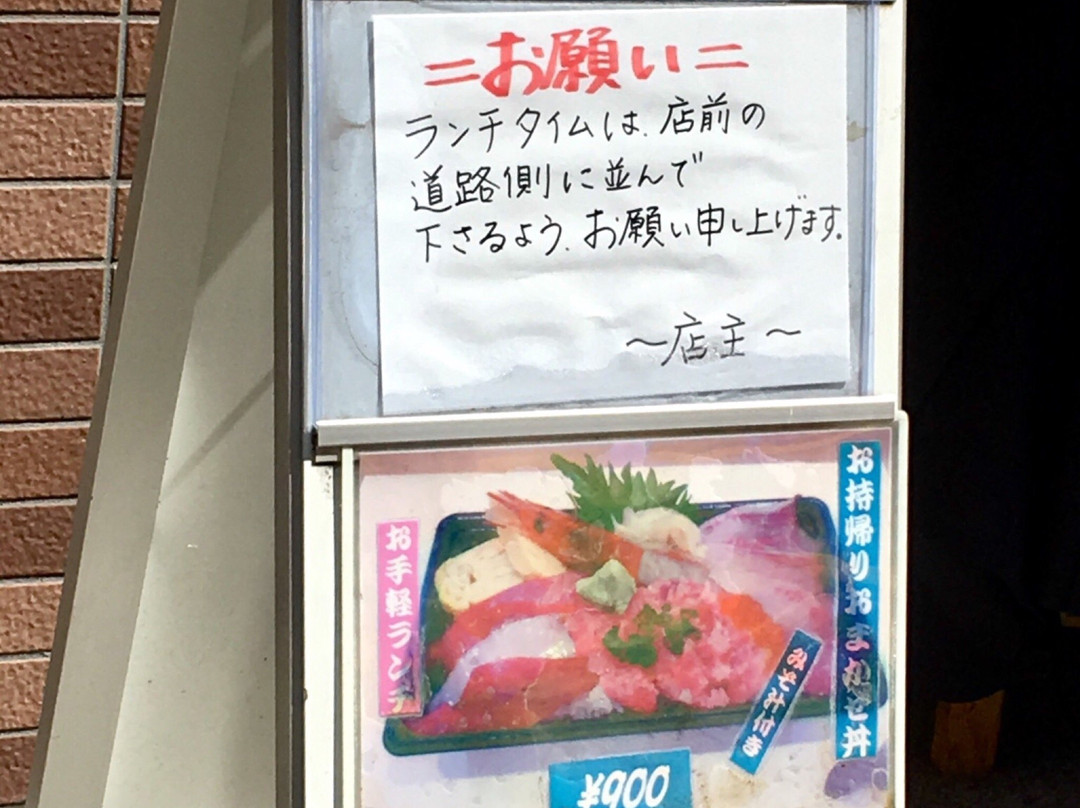 =お願い=
ランチタイムは、店前の
道路側に並んで
下さるよう、お願い申し上げます。
〜店主〜
お持帰りおまかせ丼
お手軽ランチ
みそ汁付き
¥900